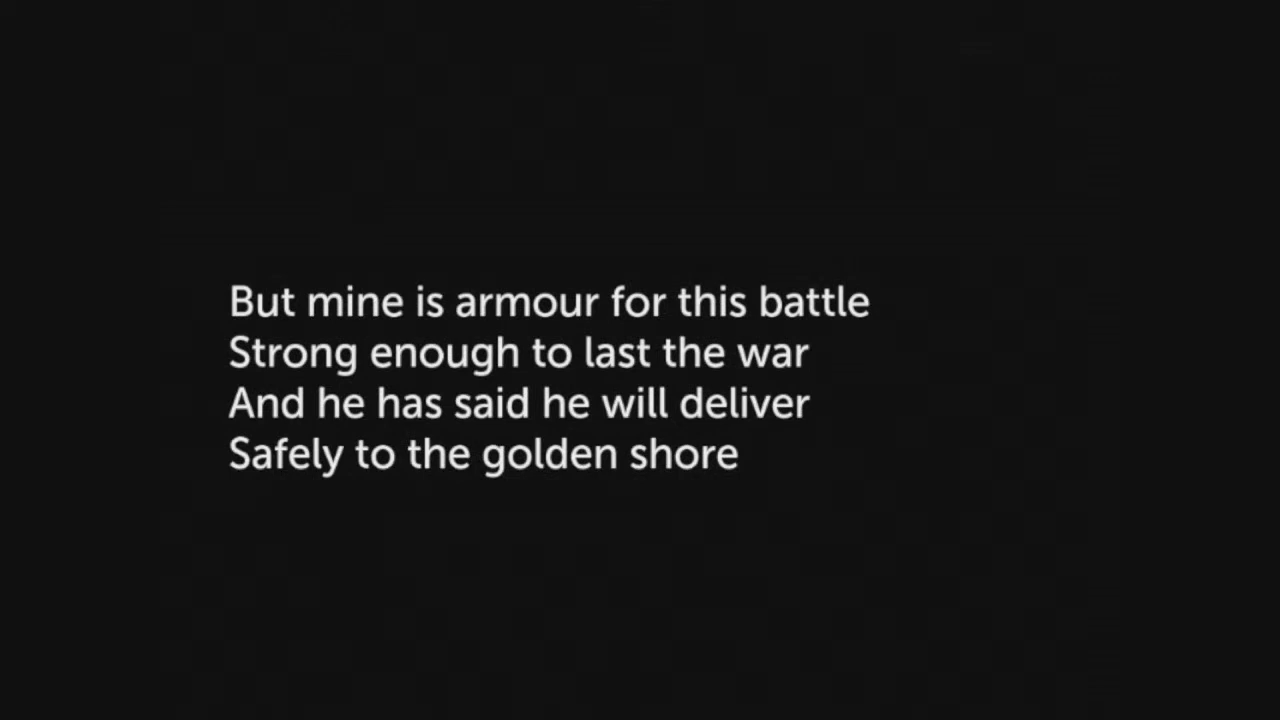 But mine is armour for this battle
Strong enough to last the war
And he has said he will deliver
Safely to the golden shore